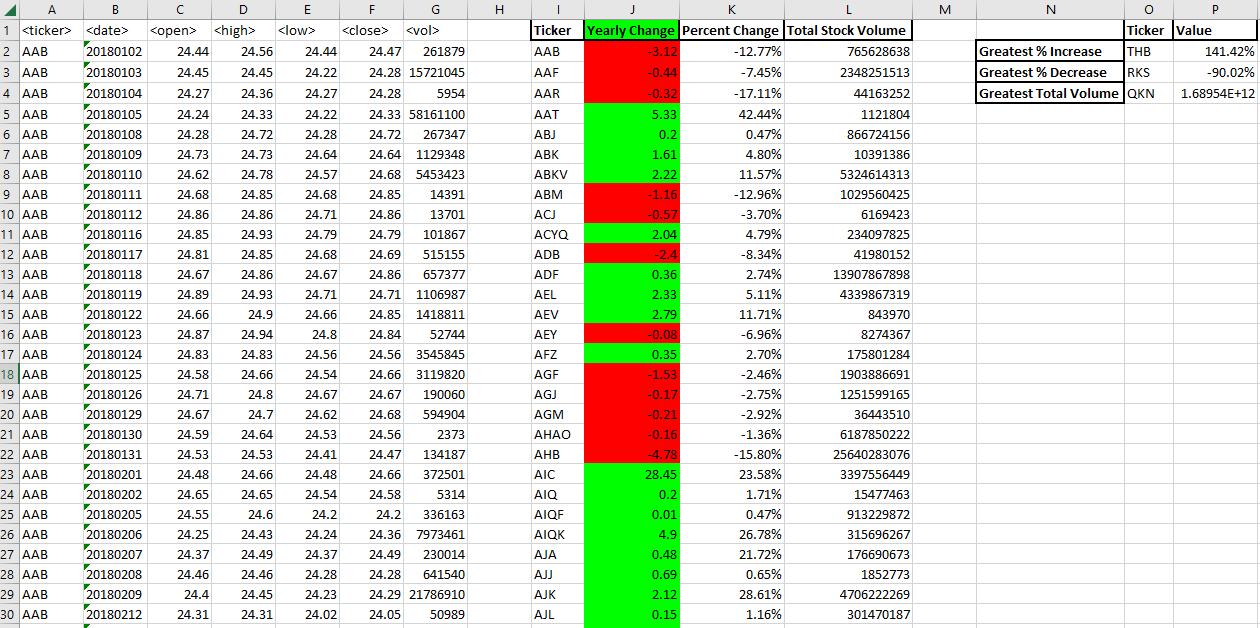 A B C D E F G H I J K L M N O P
1 <ticker> <date> <open> <high> <low> <close> <vol> Ticker Yearly Change Percent Change Total Stock Volume Ticker Value
2 AAB 20180102 24.44 24.56 24.44 24.47 261879 AAB -3.12 -12.77% 765628638 Greatest % Increase THB 141.42%
3 AAB 20180103 24.45 24.45 24.22 24.28 15721045 AAF -0.44 -7.45% 2348251513 Greatest % Decrease RKS -90.02%
4 AAB 20180104 24.27 24.36 24.27 24.28 5954 AAR -0.32 -17.11% 44163252 Greatest Total Volume QKN 1.68954E+12
5 AAB 20180105 24.24 24.33 24.22 24.33 58161100 AAT 5.33 42.44% 1121804
6 AAB 20180108 24.28 24.72 24.28 24.72 267347 ABJ 0.2 0.47% 866724156
7 AAB 20180109 24.73 24.73 24.64 24.64 1129348 ABK 1.61 4.80% 10391386
8 AAB 20180110 24.62 24.78 24.57 24.68 5453423 ABKV 2.22 11.57% 5324614313
9 AAB 20180111 24.68 24.85 24.68 24.85 14391 ABM -1.16 -12.96% 1029560425
10 AAB 20180112 24.86 24.86 24.71 24.86 13701 ACJ -0.57 -3.70% 6169423
11 AAB 20180116 24.85 24.93 24.79 24.79 101867 ACYQ 2.04 4.79% 234097825
12 AAB 20180117 24.81 24.85 24.68 24.69 515155 ADB -2.4 -8.34% 41980152
13 AAB 20180118 24.67 24.86 24.67 24.86 657377 ADF 0.36 2.74% 13907867898
14 AAB 20180119 24.89 24.93 24.71 24.71 1106987 AEL 2.33 5.11% 4339867319
15 AAB 20180122 24.66 24.9 24.66 24.85 1418811 AEV 2.79 11.71% 843970
16 AAB 20180123 24.87 24.94 24.8 24.84 52744 AEY -0.08 -6.96% 8274367
17 AAB 20180124 24.83 24.83 24.56 24.56 3545845 AFZ 0.35 2.70% 175801284
18 AAB 20180125 24.58 24.66 24.54 24.66 3119820 AGF -1.53 -2.46% 1903886691
19 AAB 20180126 24.71 24.8 24.67 24.67 190060 AGJ -0.17 -2.75% 1251599165
20 AAB 20180129 24.67 24.7 24.62 24.68 594904 AGM -0.21 -2.92% 36443510
21 AAB 20180130 24.59 24.64 24.53 24.56 2373 AHAO -0.16 -1.36% 6187850222
22 AAB 20180131 24.53 24.53 24.41 24.47 134187 AHB -4.78 -15.80% 25640283076
23 AAB 20180201 24.48 24.66 24.48 24.66 372501 AIC 28.45 23.58% 3397556449
24 AAB 20180202 24.65 24.65 24.54 24.58 5314 AIQ 0.2 1.71% 15477463
25 AAB 20180205 24.55 24.6 24.2 24.2 336163 AIQF 0.01 0.47% 913229872
26 AAB 20180206 24.25 24.43 24.24 24.36 7973461 AIQK 4.9 26.78% 315696267
27 AAB 20180207 24.37 24.49 24.37 24.49 230014 AJA 0.48 21.72% 176690673
28 AAB 20180208 24.46 24.46 24.28 24.28 641540 AJJ 0.69 0.65% 1852773
29 AAB 20180209 24.4 24.45 24.23 24.29 21786910 AJK 2.12 28.61% 4706222269
30 AAB 20180212 24.31 24.31 24.02 24.05 50989 AJL 0.15 1.16% 301470187